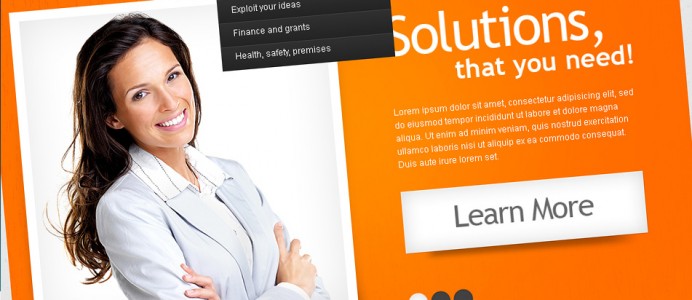 Exploit your ideas
Finance and grants
Health, safety, premises
Solutions,
that you need!
Lorem ipsum dolor sit amet, consectetur adipisicing elit, sed
do eiusmod tempor incididunt ut labore et dolore magna
aliqua. Ut enim ad minim veniam, quis nostrud exercitation
ullamco laboris nisi ut aliquip ex ea commodo consequat.
Duis aute irure lorem set.
Learn More